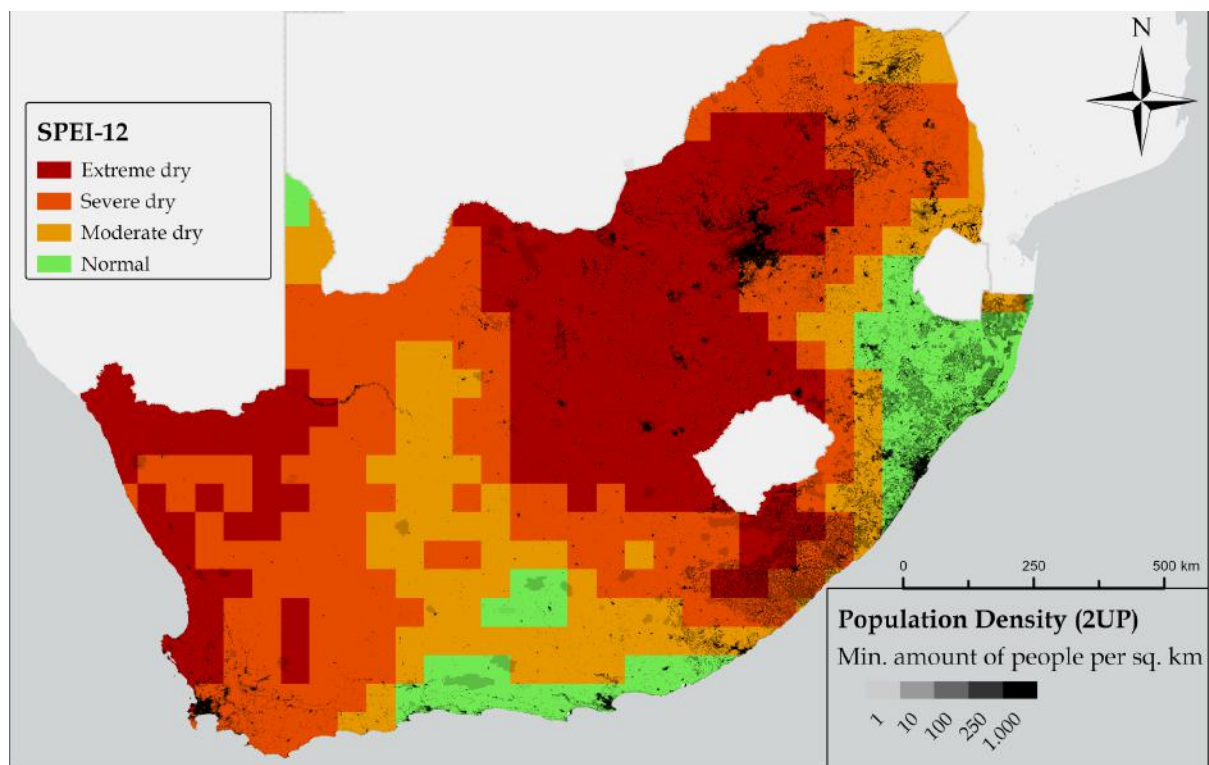 N
SPEI-12
Extreme dry
Severe dry
Moderate dry
Normal
0 250 500 km
Population Density (2UP)
Min. amount of people per sq. km
1 10 100 250 1.000